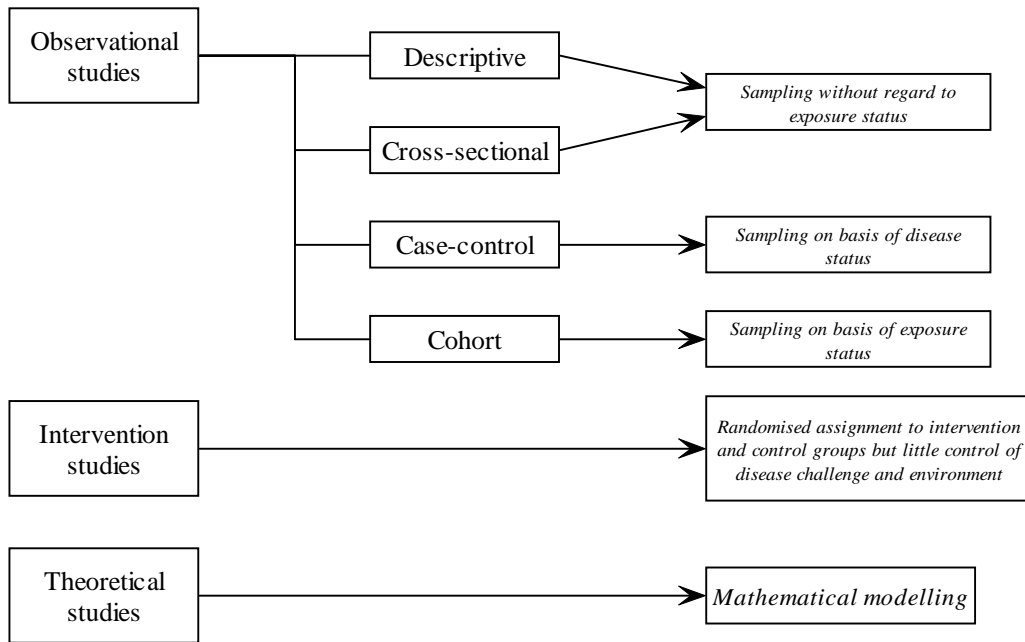 Observational
studies
Descriptive
Sampling without regard to
exposure status
Cross-sectional
Case-control
Sampling on basis of disease
status
Cohort
Sampling on basis of exposure
status
Intervention
studies
Randomised assignment to intervention
and control groups but little control of
disease challenge and environment
Theoretical
studies
Mathematical modelling